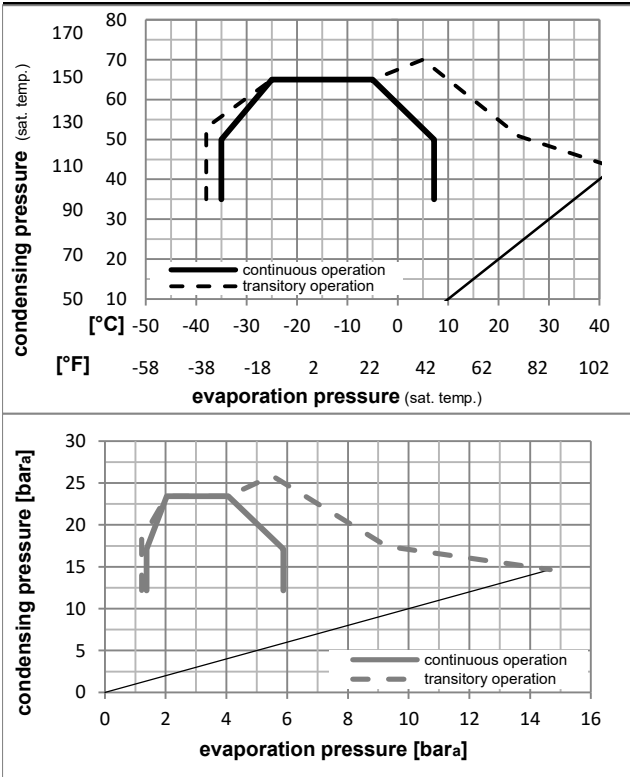 170
150
130
110
90
70
50
condensing pressure (sat. temp.)
80
70
60
50
40
30
20
10
continuous operation
transitory operation
[°C] -50 -40 -30 -20 -10 0 10 20 30 40
[°F] -58 -38 -18 2 22 42 62 82 102
evaporation pressure (sat. temp.)
condensing pressure [bara]
30
25
20
15
10
5
0
continuous operation
transitory operation
0 2 4 6 8 10 12 14 16
evaporation pressure [bara]